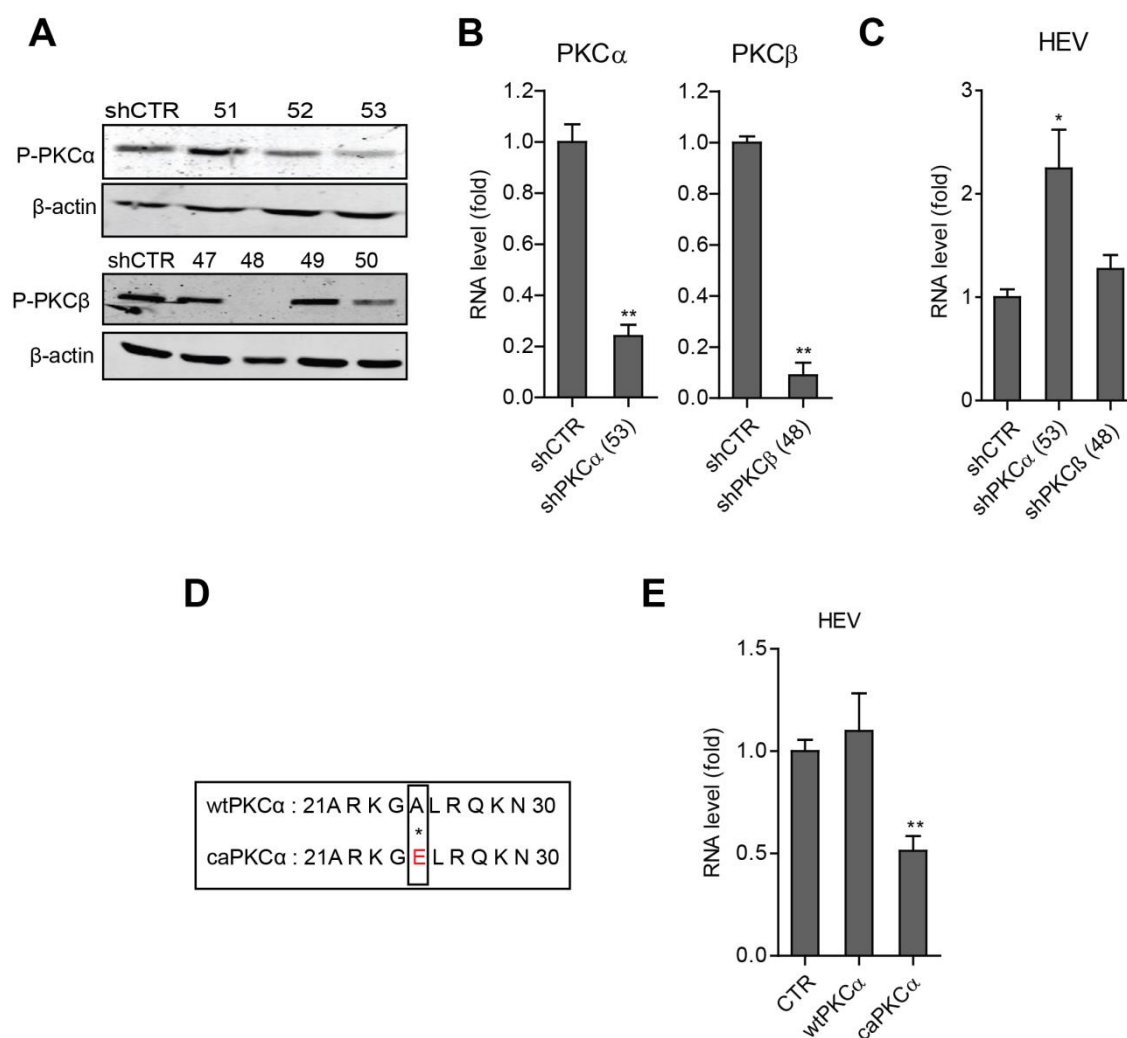 A
shCTR 51 52 53
P-PKCα
β-actin
shCTR 47 48 49 50
P-PKCβ
β-actin
B
PKCα
RNA level (fold)
1.2
1.0
0.8
0.6
0.4
0.2
0.0
**
shCTR
shPKCα (53)
PKCβ
RNA level (fold)
1.2
1.0
0.8
0.6
0.4
0.2
0.0
**
shCTR
shPKCβ (48)
C
HEV
RNA level (fold)
3
2
1
0
*
shCTR
shPKCα (53)
shPKCß (48)
D
wtPKCα : 21A R K G A L R Q K N 30
*
caPKCα : 21A R K G E L R Q K N 30
E
HEV
RNA level (fold)
1.5
1.0
0.5
0.0
**
CTR
wtPKCα
caPKCα